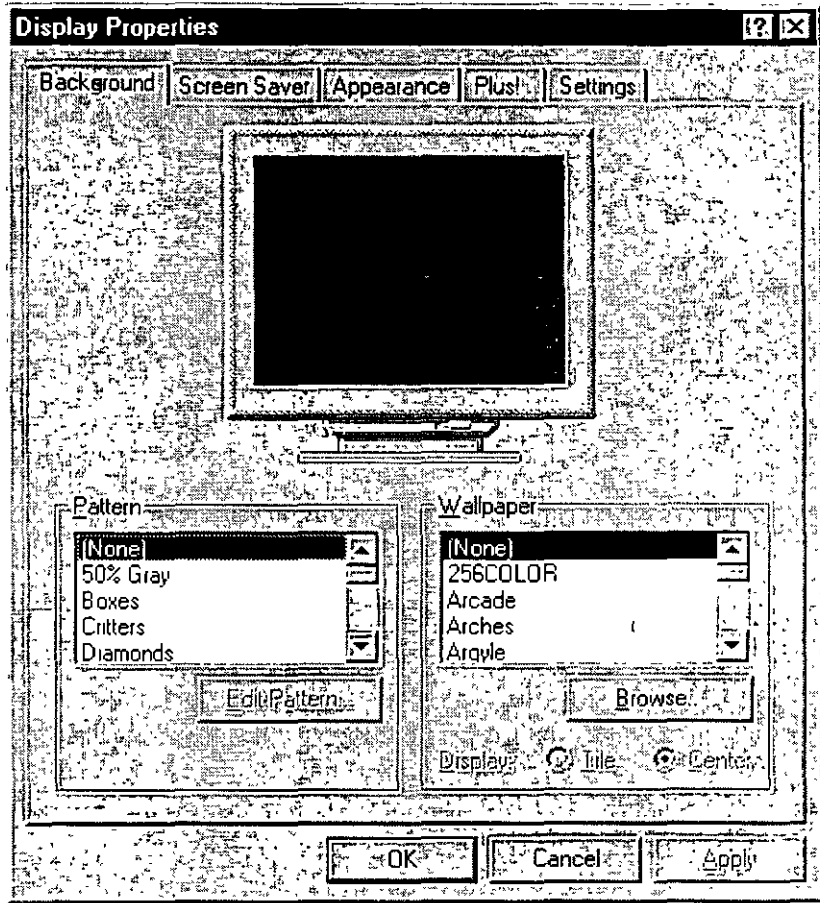 Display Properties
Background Screen Saver Appearance Plus! Settings
Pattern
(None)
50% Gray
Boxes
Critters
Diamonds
Edit Pattern...
Wallpaper
(None)
256COLOR
Arcade
Arches
Argyle
Browse...
Display: Tile Center
OK Cancel Apply